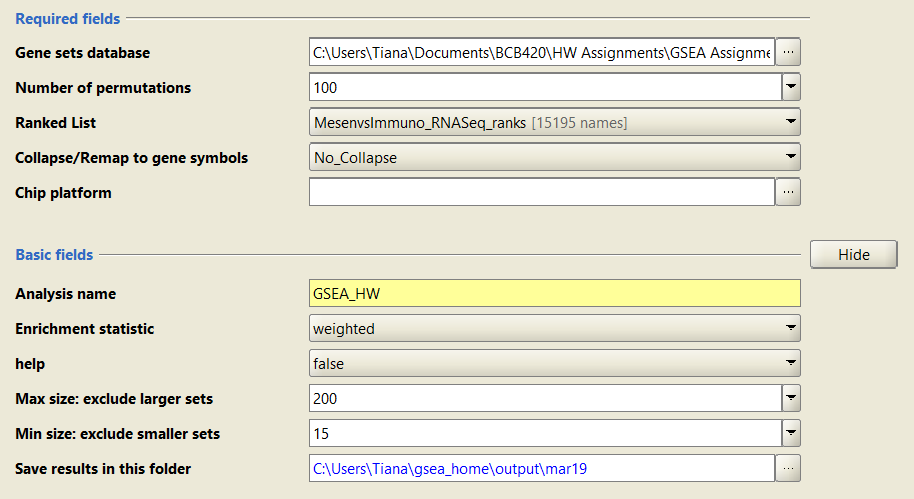 Required fields
Gene sets database C:\Users\Tiana\Documents\BCB420\HW Assignments\GSEA Assignme ...
Number of permutations 100
Ranked List MesenvsImmuno_RNASeq_ranks [15195 names]
Collapse/Remap to gene symbols No_Collapse
Chip platform ...
Basic fields Hide
Analysis name GSEA_HW
Enrichment statistic weighted
help false
Max size: exclude larger sets 200
Min size: exclude smaller sets 15
Save results in this folder C:\Users\Tiana\gsea_home\output\mar19 ...